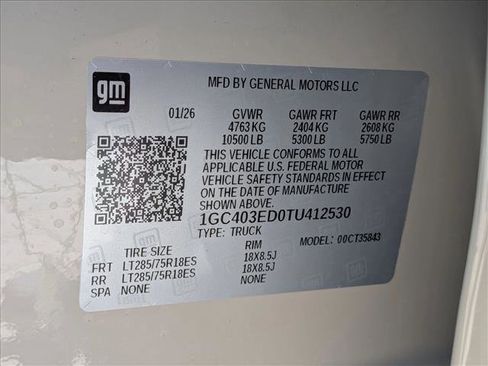 gm
MFD BY GENERAL MOTORS LLC
01/26 GVWR GAWR FRT GAWR RR
4763 KG 2404 KG 2608 KG
10500 LB 5300 LB 5750 LB
THIS VEHICLE CONFORMS TO ALL
APPLICABLE U.S. FEDERAL MOTOR
VEHICLE SAFETY STANDARDS IN EFFECT
ON THE DATE OF MANUFACTURE
1GC403ED0TU412530
TYPE: TRUCK
MODEL: 00CT35843
TIRE SIZE RIM
FRT LT285/75R18ES 18X8.5J
RR LT285/75R18ES 18X8.5J
SPA NONE NONE